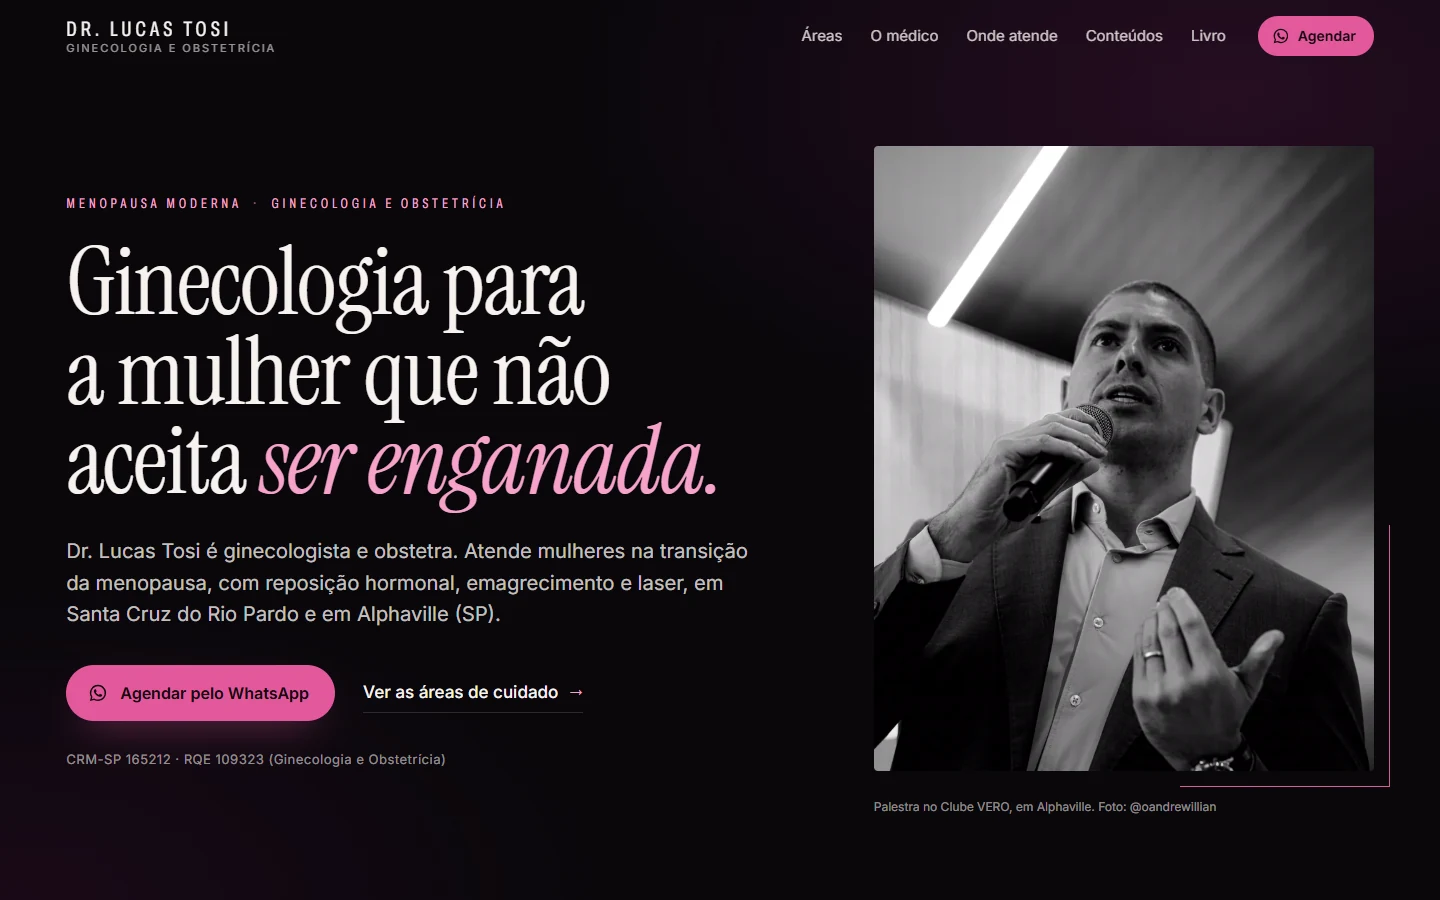 DR. LUCAS TOSI
GINECOLOGIA E OBSTETRÍCIA
Áreas
O médico
Onde atende
Conteúdos
Livro
Agendar
MENOPAUSA MODERNA · GINECOLOGIA E OBSTETRÍCIA
Ginecologia para
a mulher que não
aceita ser enganada.
Dr. Lucas Tosi é ginecologista e obstetra. Atende mulheres na transição
da menopausa, com reposição hormonal, emagrecimento e laser, em
Santa Cruz do Rio Pardo e em Alphaville (SP).
Agendar pelo WhatsApp
Ver as áreas de cuidado →
CRM-SP 165212 · RQE 109323 (Ginecologia e Obstetrícia)
Palestra no Clube VERO, em Alphaville. Foto: @oandrewillian